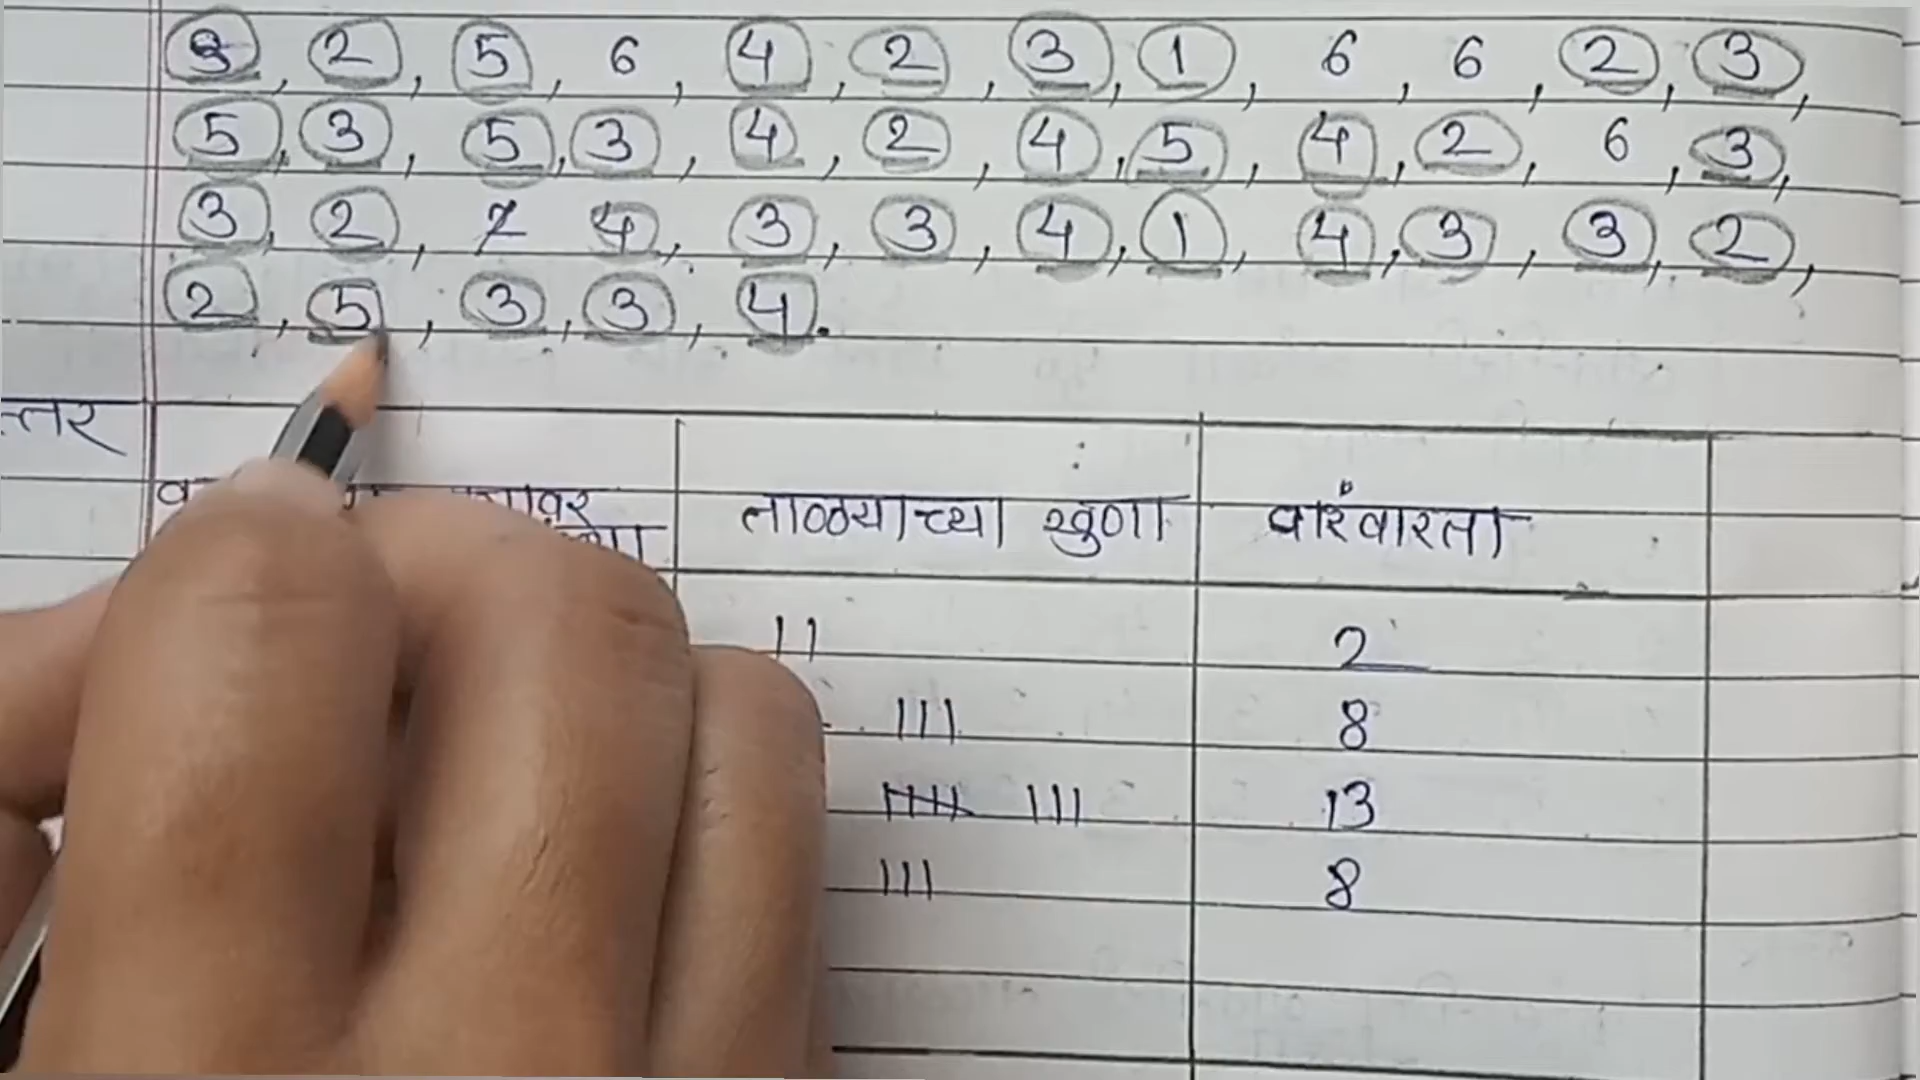 3, 2, 5, 6, 4, 2, 3, 1, 6, 6, 2, 3,
5, 3, 5, 3, 4, 2, 4, 5, 4, 2, 6, 3,
3, 2, 4, 3, 3, 4, 1, 4, 3, 3, 2,
2, 5, 3, 3, 4.
ताळ्याच्या खुणा वारंवारता
|| 2
||| 8
|||| ||| 13
||| 8